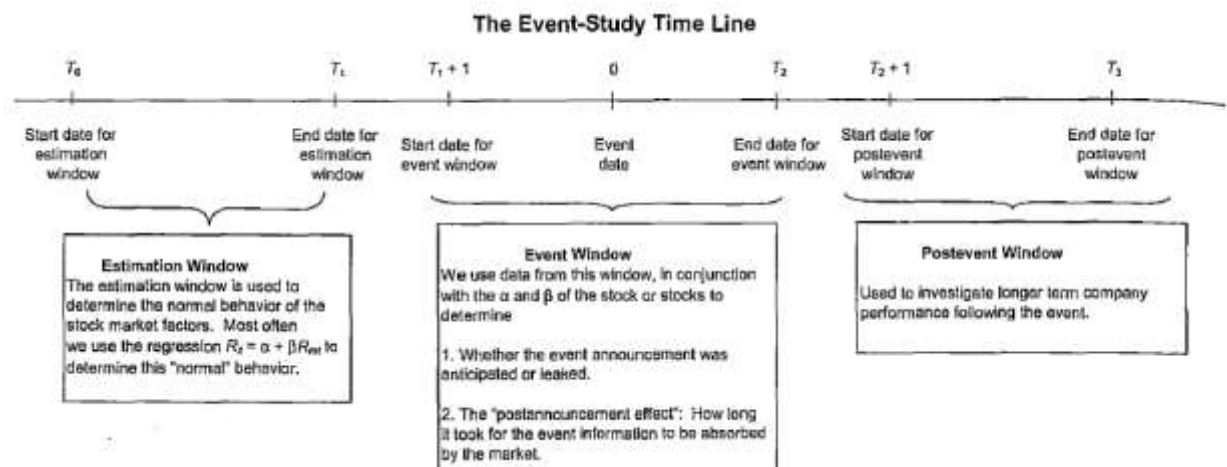 The Event-Study Time Line
T₀ T₁ T₁ + 1 0 T₂ T₂ + 1 T₃
Start date for
estimation
window
End date for
estimation
window
Start date for
event window
Event
date
End date for
event window
Start date for
postevent
window
End date for
postevent
window
Estimation Window
The estimation window is used to
determine the normal behavior of the
stock market factors. Most often
we use the regression Rᵢₜ = α + βRₘₜ to
determine this "normal" behavior.
Event Window
We use data from this window, in conjunction
with the α and β of the stock or stocks to
determine
1. Whether the event announcement was
anticipated or leaked.
2. The "postannouncement effect": How long
it took for the event information to be absorbed
by the market.
Postevent Window
Used to investigate longer term company
performance following the event.